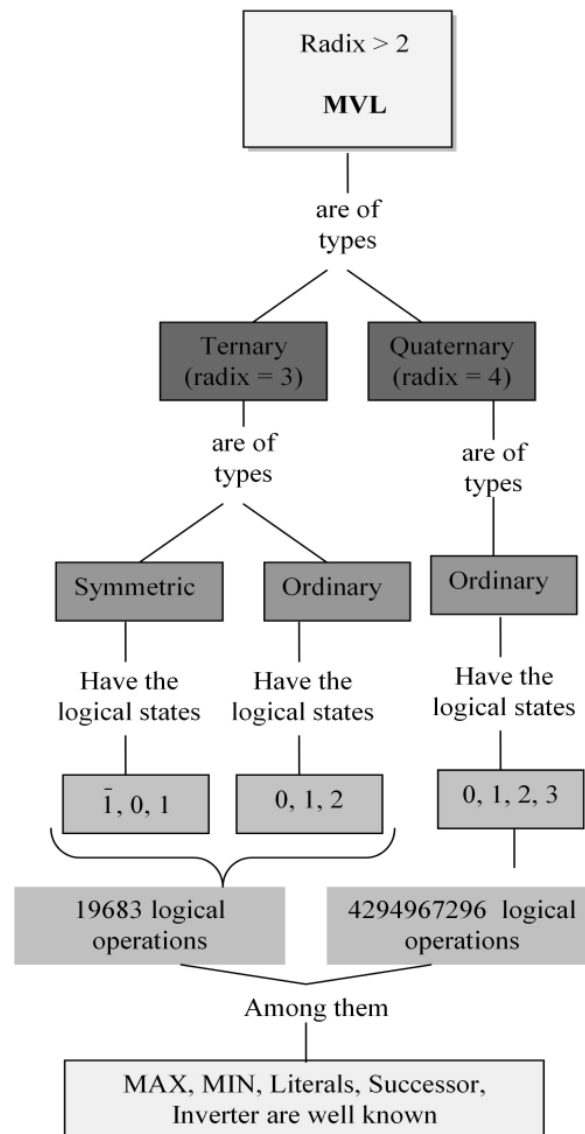 Radix > 2
MVL
are of
types
Ternary
(radix = 3)
Quaternary
(radix = 4)
are of
types
are of
types
Symmetric
Ordinary
Ordinary
Have the
logical states
Have the
logical states
Have the
logical states
1̄, 0, 1
0, 1, 2
0, 1, 2, 3
19683 logical
operations
4294967296 logical
operations
Among them
MAX, MIN, Literals, Successor,
Inverter are well known